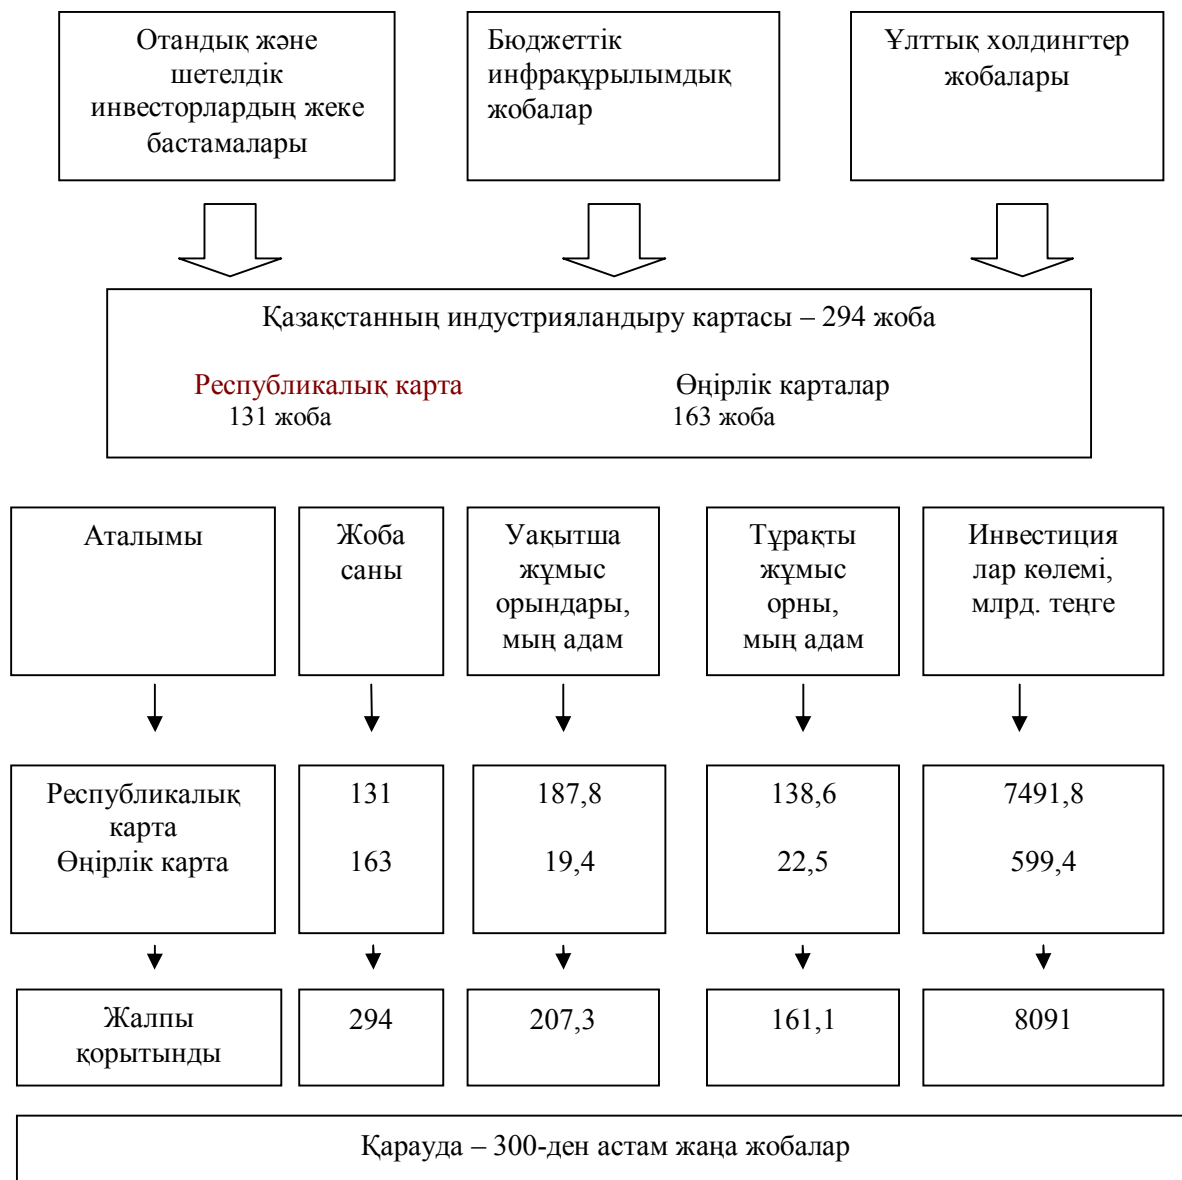 Отандық және
шетелдік
инвесторлардың жеке
бастамалары
Бюджеттік
инфрақұрылымдық
жобалар
Ұлттық холдингтер
жобалары
Қазақстанның индустрияландыру картасы – 294 жоба
Республикалық карта
Өңірлік карталар
131 жоба
163 жоба
Аталымы
Жоба
саны
Уақытша
жұмыс
орындары,
мың адам
Тұрақты
жұмыс
орны,
мың адам
Инвестиция
лар көлемі,
млрд. теңге
Республикалық
карта
Өңірлік карта
131
163
187,8
19,4
138,6
22,5
7491,8
599,4
Жалпы
қорытынды
294
207,3
161,1
8091
Қарауда – 300-ден астам жаңа жобалар